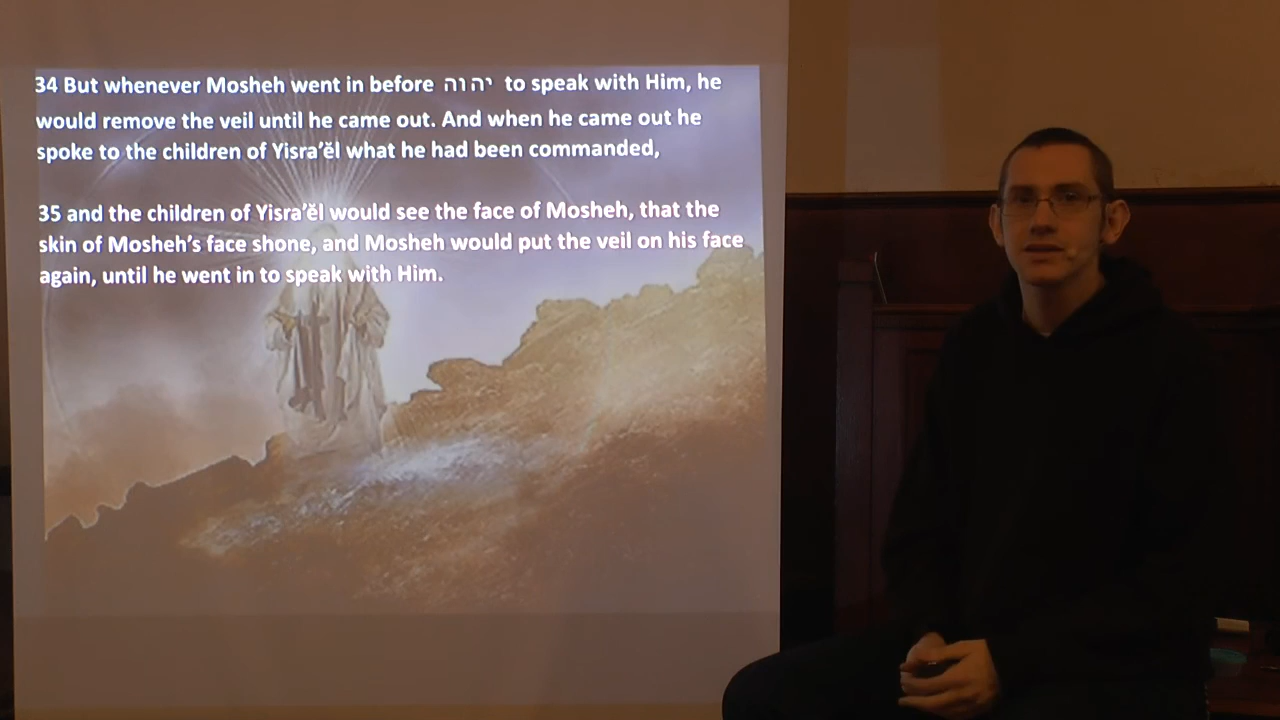 34 But whenever Mosheh went in before יהוה to speak with Him, he
would remove the veil until he came out. And when he came out he
spoke to the children of Yisra’ĕl what he had been commanded,
35 and the children of Yisra’ĕl would see the face of Mosheh, that the
skin of Mosheh’s face shone, and Mosheh would put the veil on his face
again, until he went in to speak with Him.